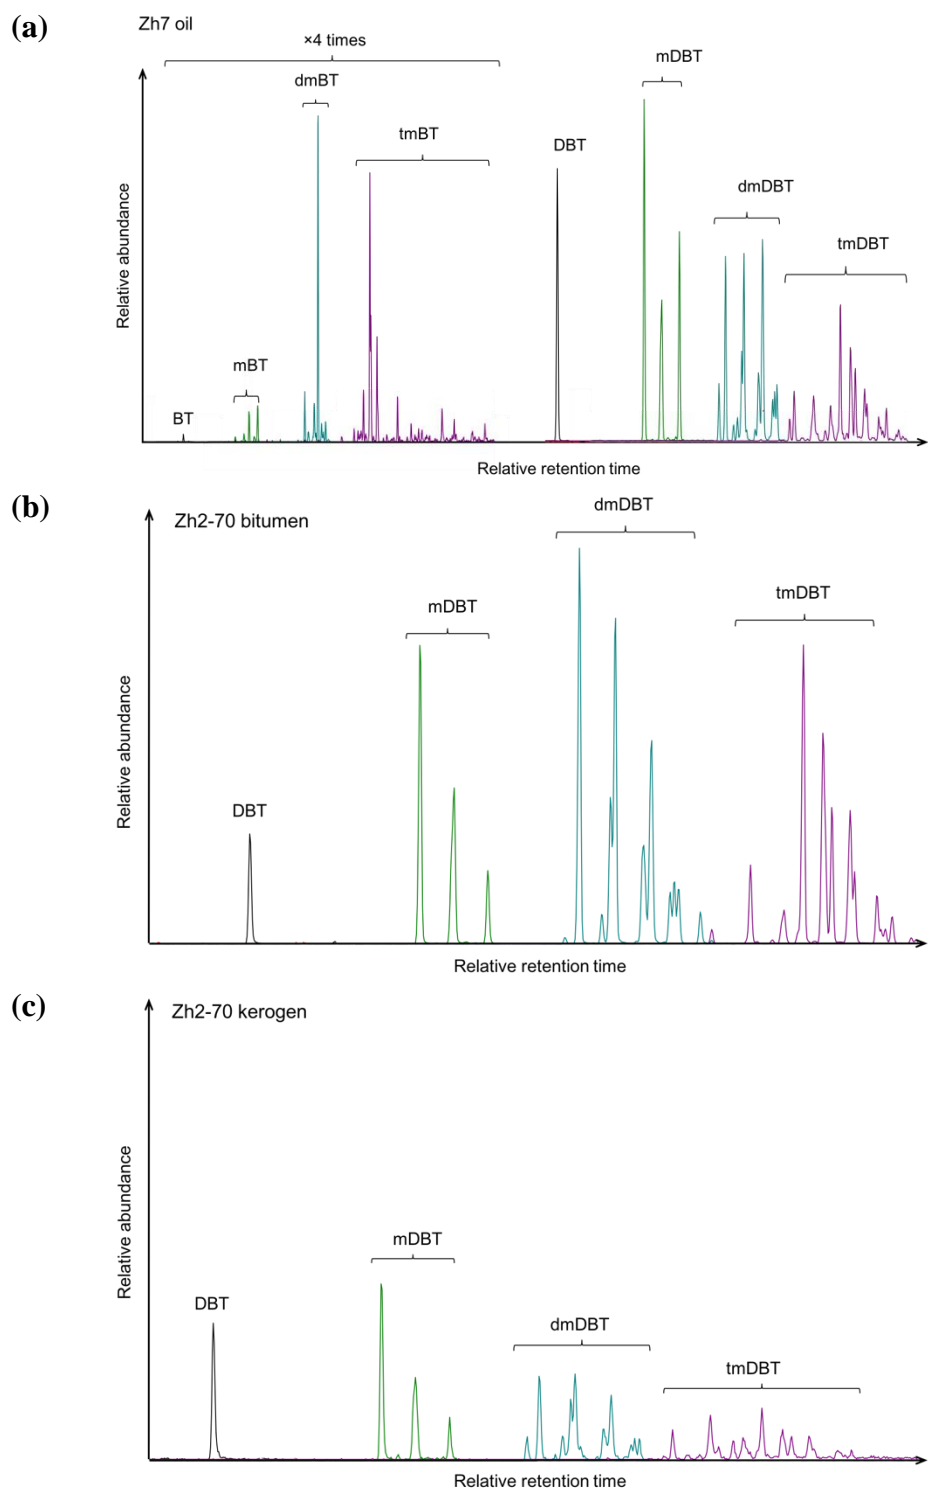 (a)
Zh7 oil
×4 times
mDBT
dmBT
tmBT
DBT
dmDBT
tmDBT
mBT
BT
Relative abundance
Relative retention time
(b)
Zh2-70 bitumen
dmDBT
mDBT
tmDBT
DBT
Relative abundance
Relative retention time
(c)
Zh2-70 kerogen
mDBT
DBT
dmDBT
tmDBT
Relative abundance
Relative retention time